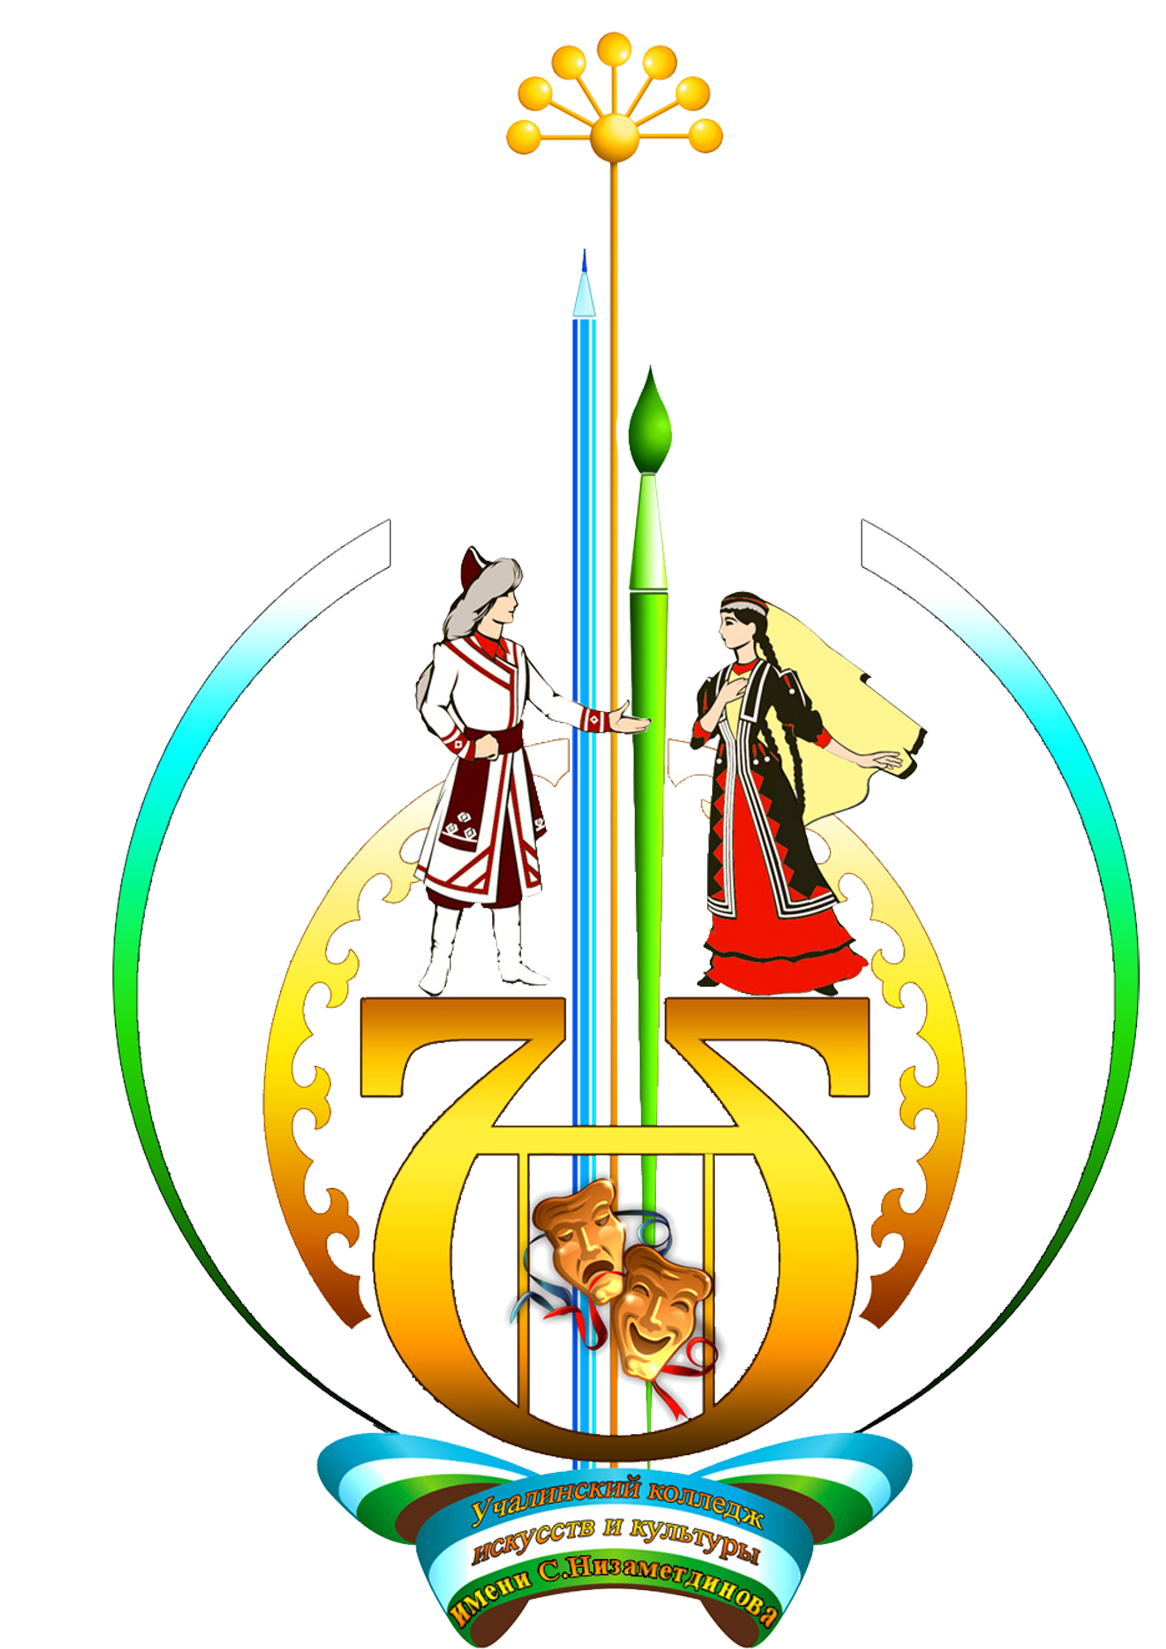 Учалинский колледж
искусств и культуры
имени С.Низаметдинова